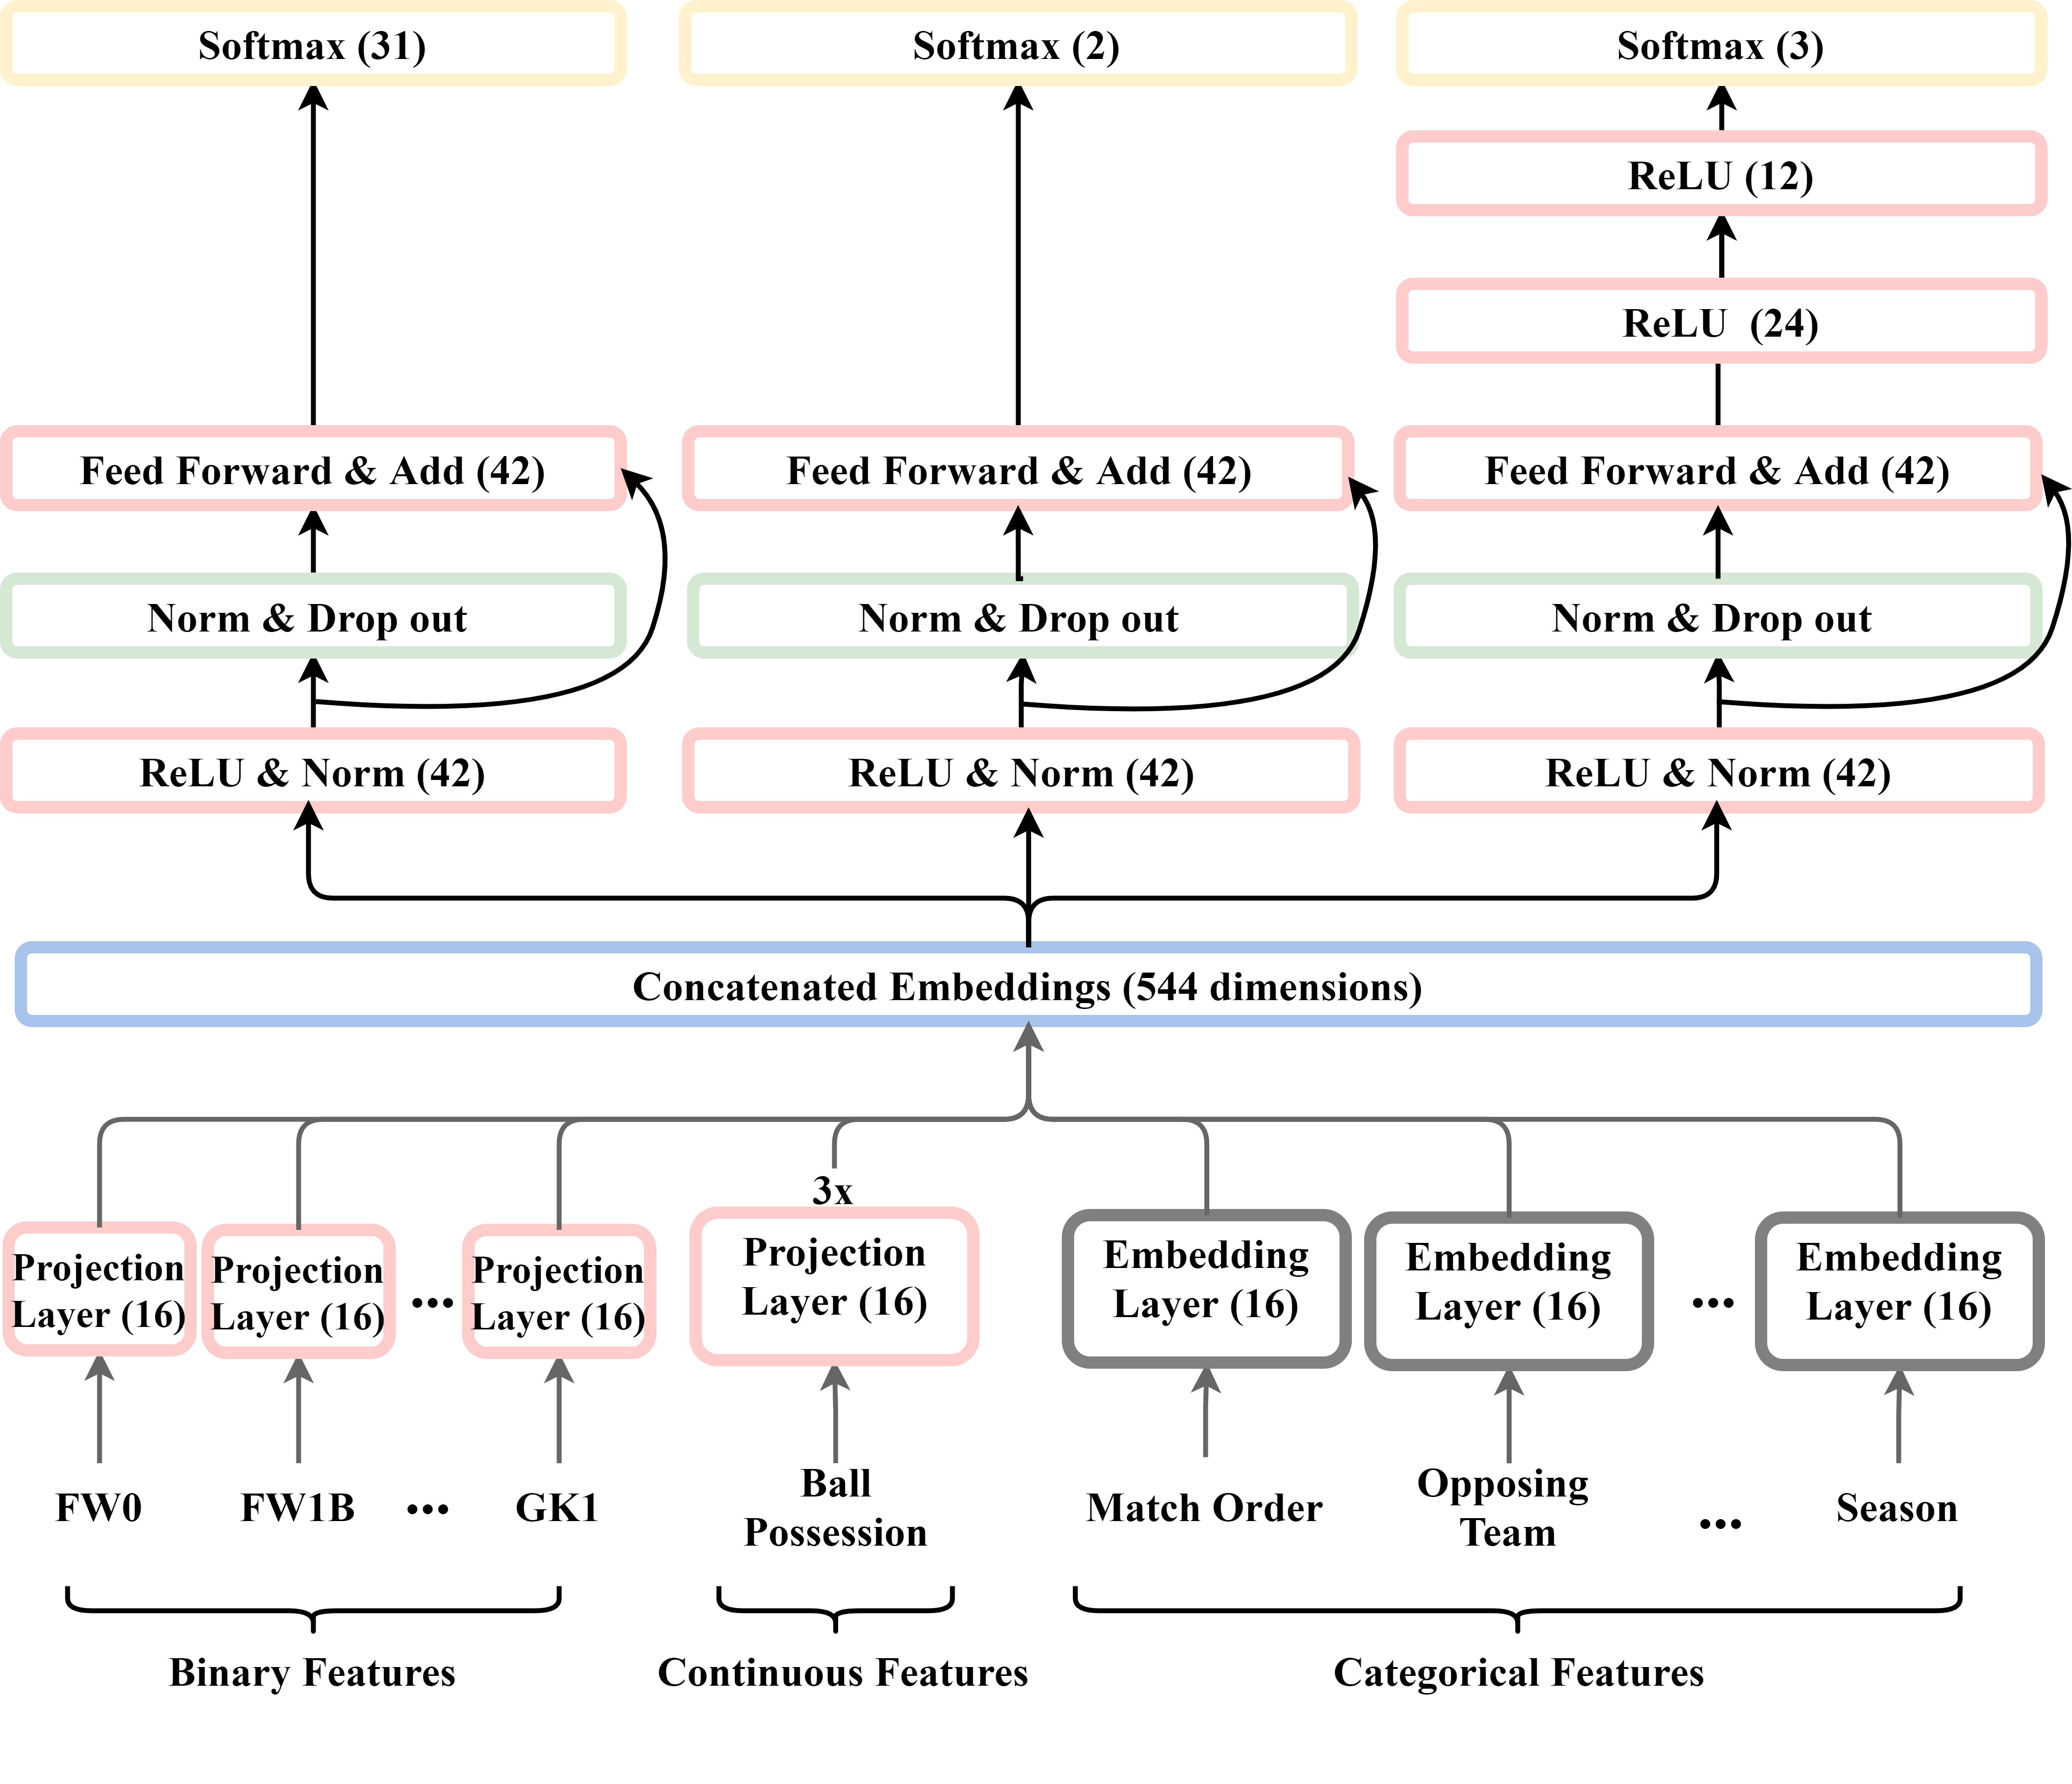 Softmax (31)
Softmax (2)
Softmax (3)
ReLU (12)
ReLU (24)
Feed Forward & Add (42)
Feed Forward & Add (42)
Feed Forward & Add (42)
Norm & Drop out
Norm & Drop out
Norm & Drop out
ReLU & Norm (42)
ReLU & Norm (42)
ReLU & Norm (42)
Concatenated Embeddings (544 dimensions)
3x
Projection
Layer (16)
Projection
Layer (16)
...
Projection
Layer (16)
Projection
Layer (16)
Embedding
Layer (16)
Embedding
Layer (16)
...
Embedding
Layer (16)
FW0
FW1B
...
GK1
Ball
Possession
Match Order
Opposing
Team
...
Season
Binary Features
Continuous Features
Categorical Features